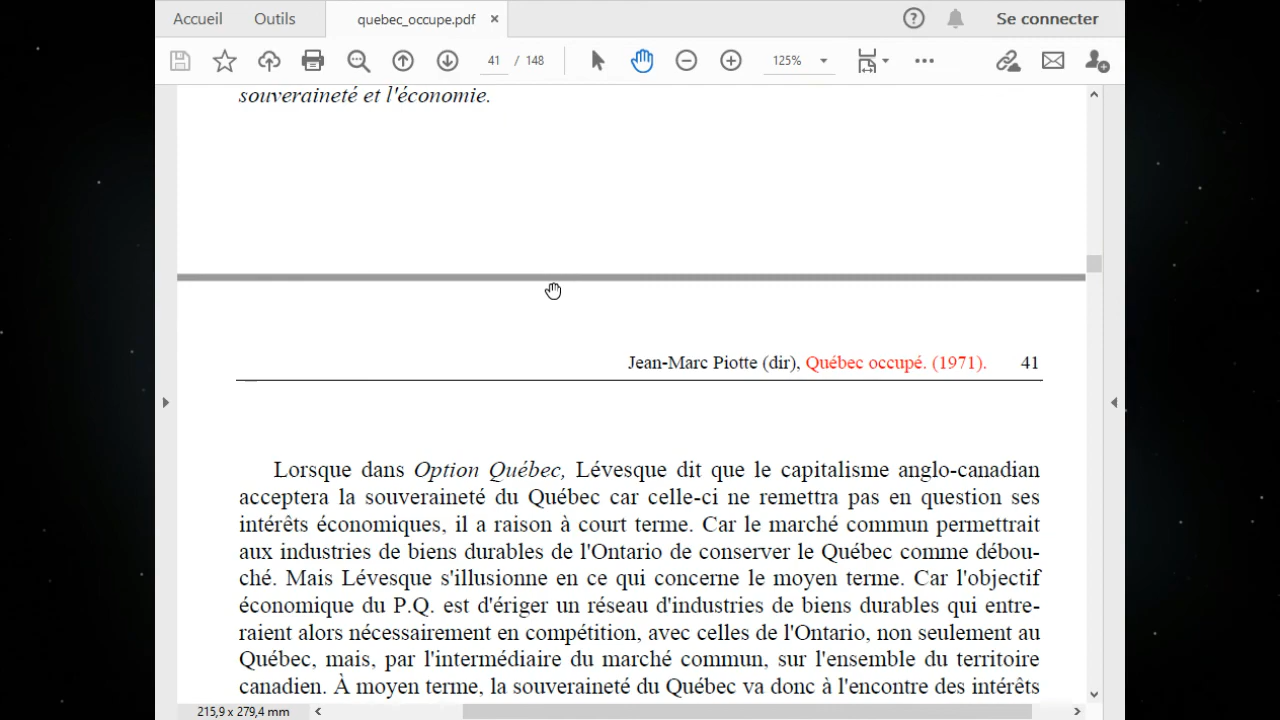 Accueil Outils quebec_occupe.pdf × Se connecter
41 / 148 125%
souveraineté et l'économie.
Jean-Marc Piotte (dir), Québec occupé. (1971). 41
Lorsque dans Option Québec, Lévesque dit que le capitalisme anglo-canadian
acceptera la souveraineté du Québec car celle-ci ne remettra pas en question ses
intérêts économiques, il a raison à court terme. Car le marché commun permettrait
aux industries de biens durables de l'Ontario de conserver le Québec comme débou-
ché. Mais Lévesque s'illusionne en ce qui concerne le moyen terme. Car l'objectif
économique du P.Q. est d'ériger un réseau d'industries de biens durables qui entre-
raient alors nécessairement en compétition, avec celles de l'Ontario, non seulement au
Québec, mais, par l'intermédiaire du marché commun, sur l'ensemble du territoire
canadien. À moyen terme, la souveraineté du Québec va donc à l'encontre des intérêts
215,9 x 279,4 mm